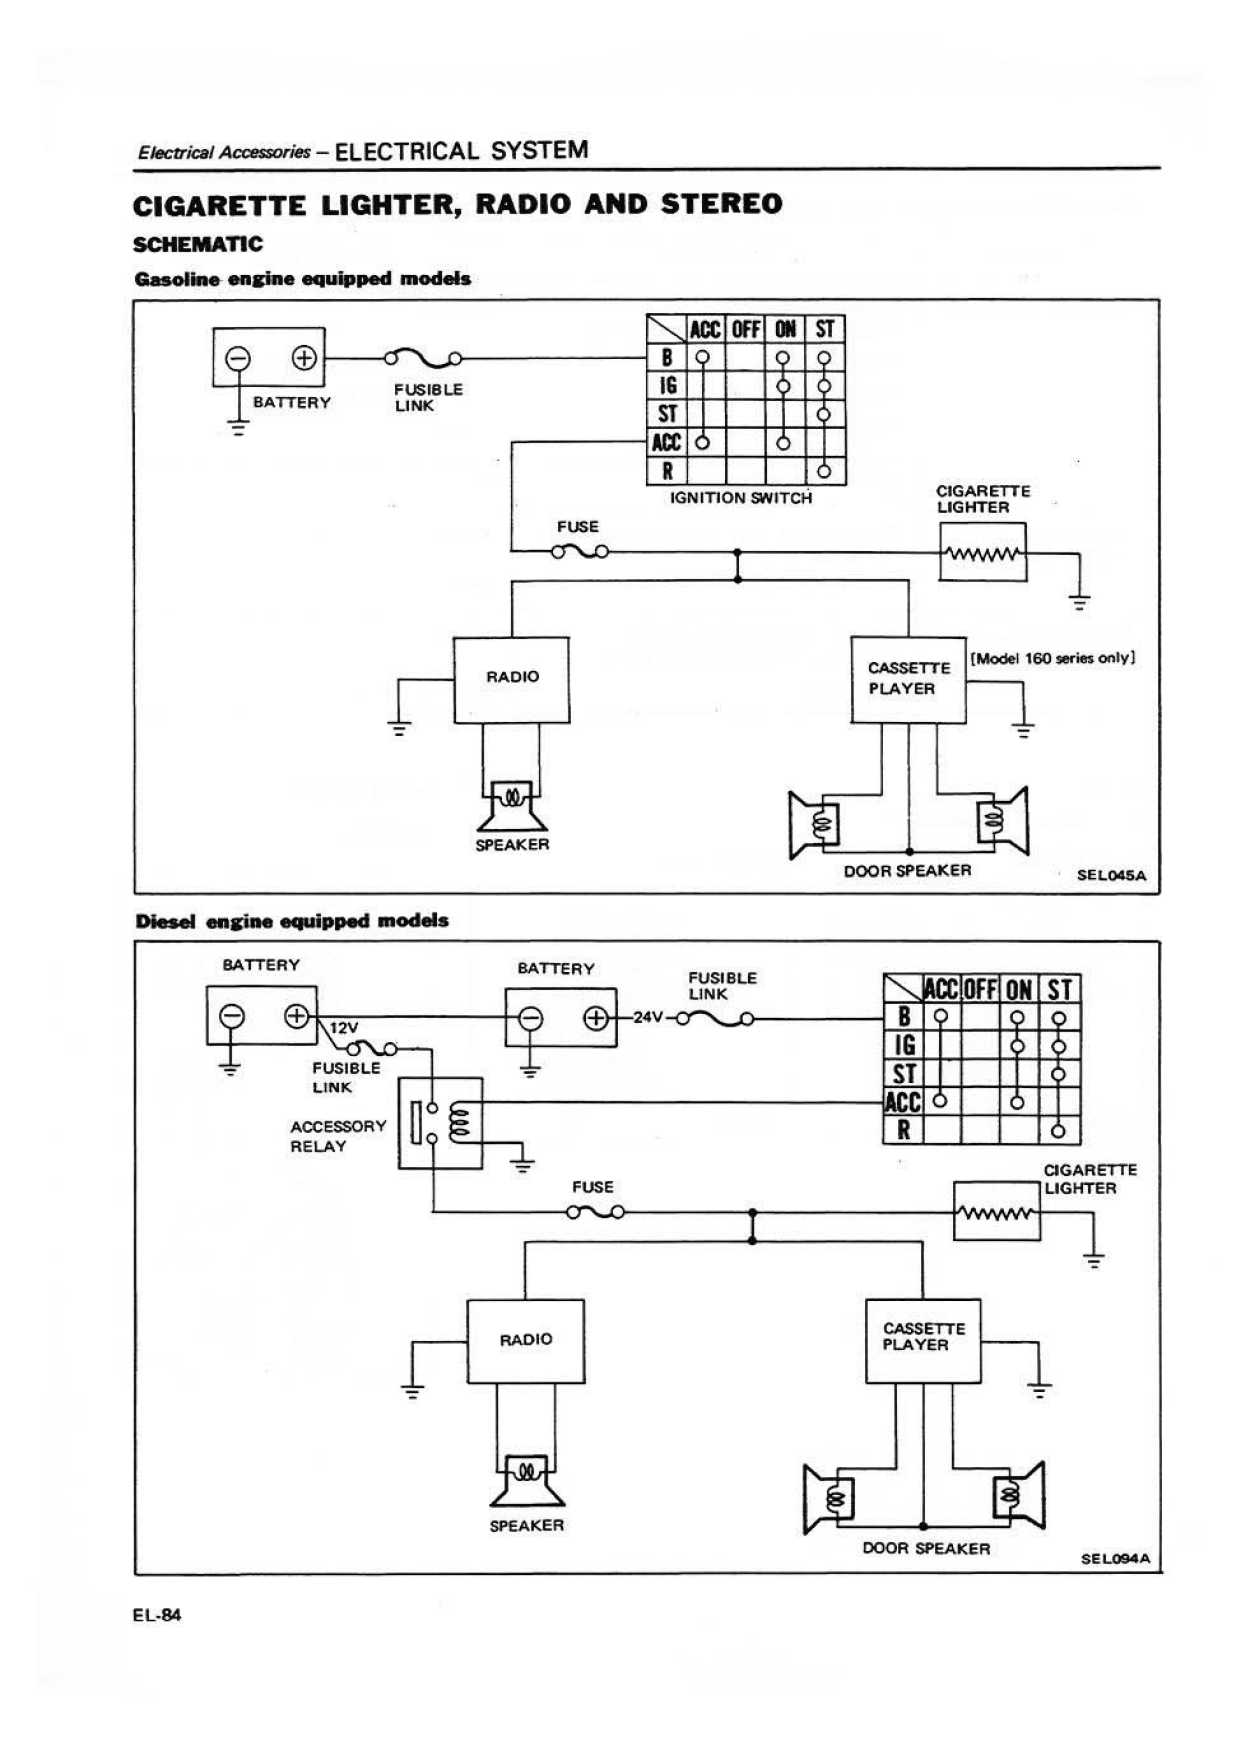 Electrical Accessories – ELECTRICAL SYSTEM
CIGARETTE LIGHTER, RADIO AND STEREO
SCHEMATIC
Gasoline engine equipped models
ACC OFF ON ST
B
IG
ST
ACC
R
IGNITION SWITCH
BATTERY
FUSIBLE
LINK
FUSE
CIGARETTE
LIGHTER
RADIO
CASSETTE
PLAYER
[Model 160 series only]
SPEAKER
DOOR SPEAKER
SEL045A
Diesel engine equipped models
BATTERY
BATTERY
FUSIBLE
LINK
12V
24V
FUSIBLE
LINK
ACCESSORY
RELAY
ACC OFF ON ST
B
IG
ST
ACC
R
FUSE
CIGARETTE
LIGHTER
RADIO
CASSETTE
PLAYER
SPEAKER
DOOR SPEAKER
SEL094A
EL-84